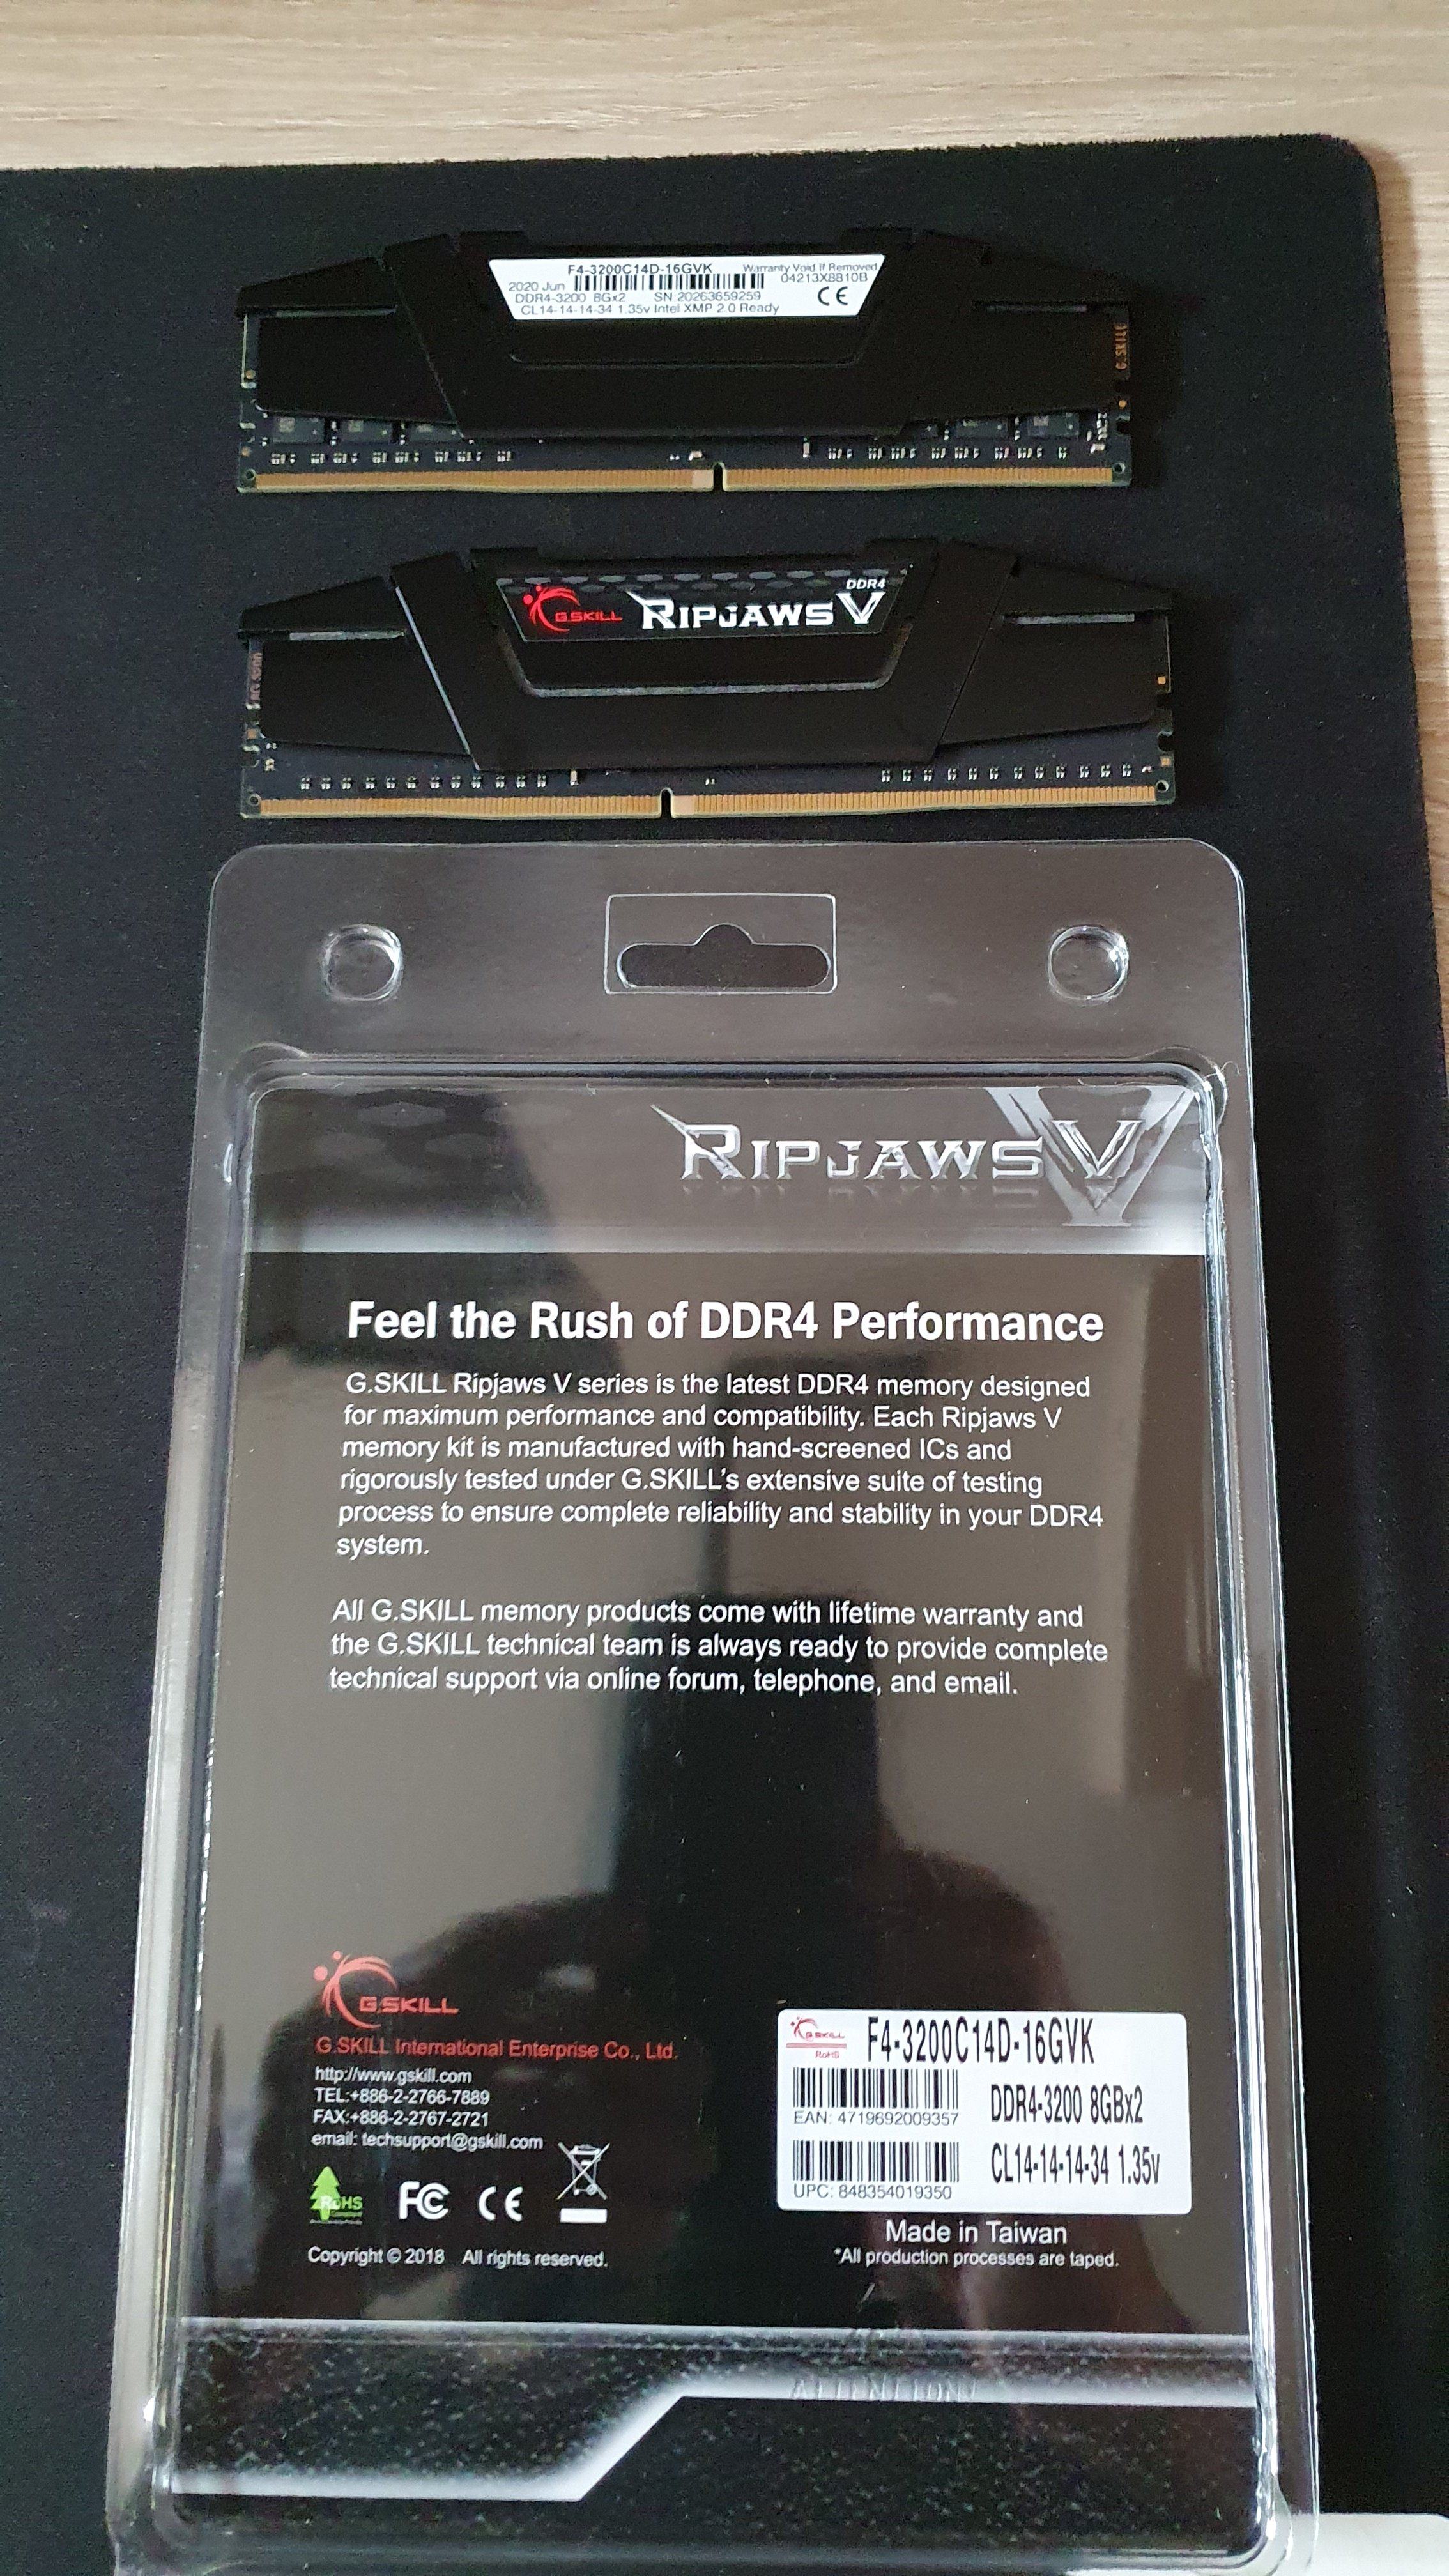 F4-3200C14D-16GVK Warranty Void If Removed
2020 Jun 04213X8810B
DDR4-3200 8Gx2 SN 20263659259 CE
CL14-14-14-34 1.35v Intel XMP 2.0 Ready
G.SKILL
DDR4
G.SKILL RIPJAWS V
RIPJAWS V
Feel the Rush of DDR4 Performance
G.SKILL Ripjaws V series is the latest DDR4 memory designed
for maximum performance and compatibility. Each Ripjaws V
memory kit is manufactured with hand-screened ICs and
rigorously tested under G.SKILL's extensive suite of testing
process to ensure complete reliability and stability in your DDR4
system.
All G.SKILL memory products come with lifetime warranty and
the G.SKILL technical team is always ready to provide complete
technical support via online forum, telephone, and email.
G.SKILL
G.SKILL International Enterprise Co., Ltd.
http://www.gskill.com
TEL:+886-2-2766-7889
FAX:+886-2-2767-2721
email: techsupport@gskill.com
RoHS
FC CE
Copyright © 2018 All rights reserved.
G.SKILL
RoHS
F4-3200C14D-16GVK
DDR4-3200 8GBx2
EAN: 4719692009357
CL14-14-14-34 1.35v
UPC: 848354019350
Made in Taiwan
*All production processes are taped.